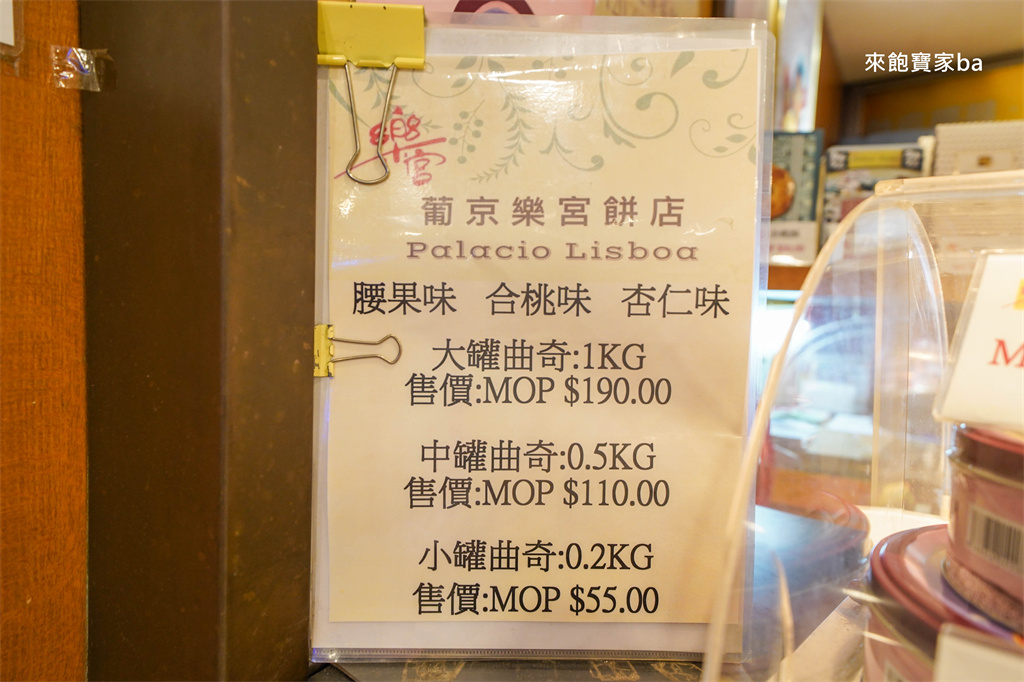 來飽寶家ba
樂宮
葡京樂宮餅店
Palacio Lisboa
腰果味 合桃味 杏仁味
大罐曲奇:1KG
售價:MOP $190.00
中罐曲奇:0.5KG
售價:MOP $110.00
小罐曲奇:0.2KG
售價:MOP $55.00
M